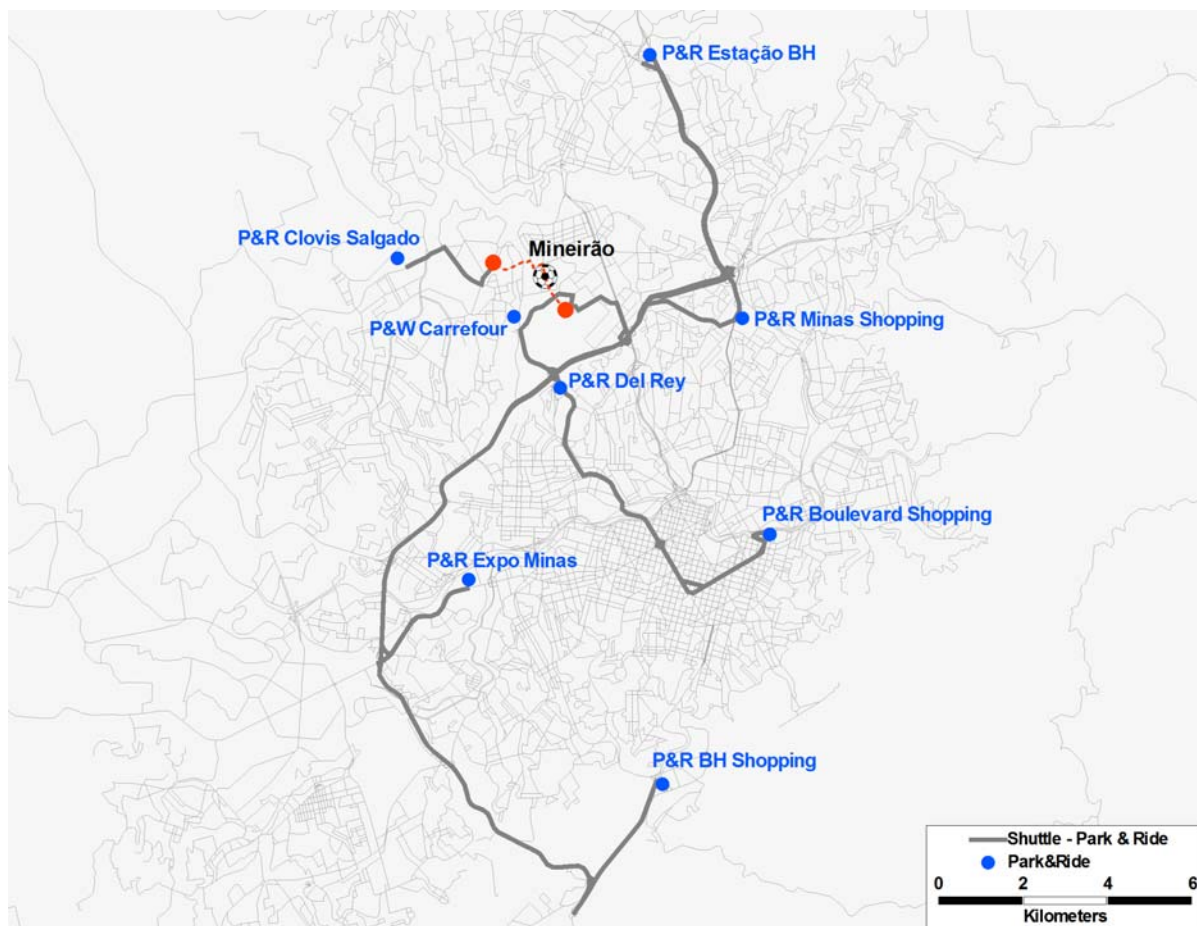 P&R Estação BH
P&R Clovis Salgado
Mineirão
P&W Carrefour
P&R Minas Shopping
P&R Del Rey
P&R Boulevard Shopping
P&R Expo Minas
P&R BH Shopping
Shuttle - Park & Ride
Park&Ride
0 2 4 6
Kilometers